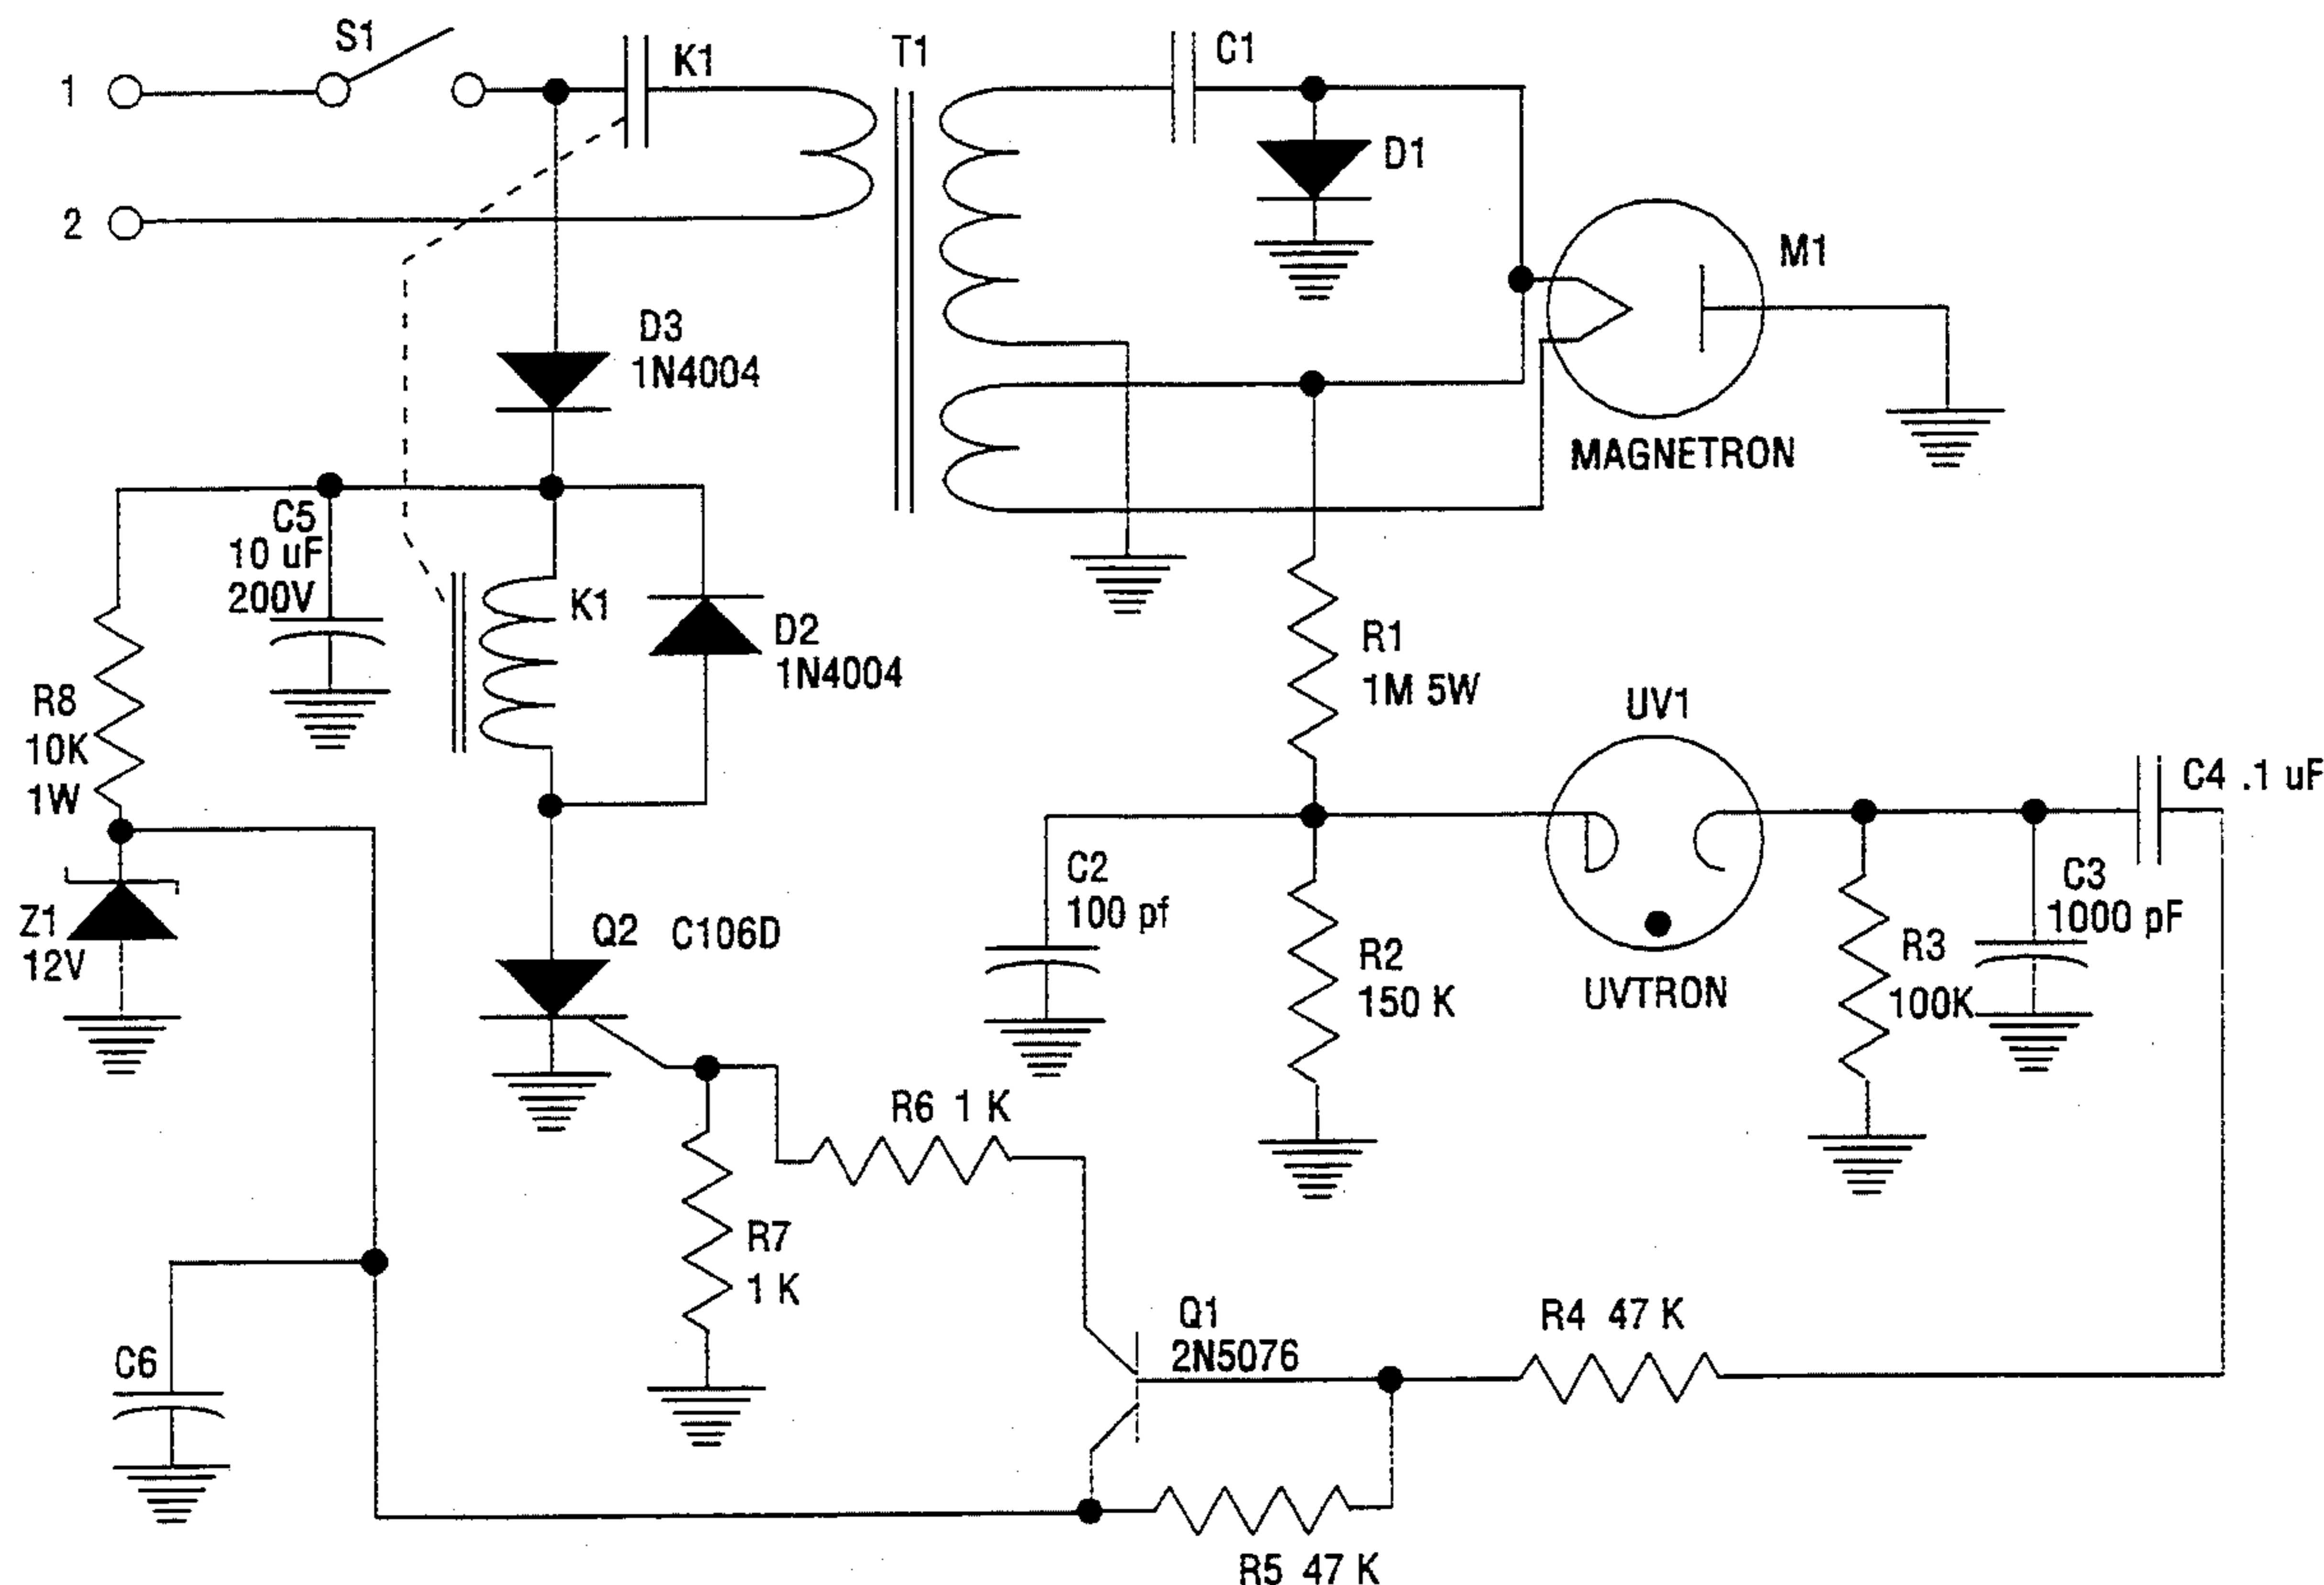 S1
K1
T1
C1
1
D1
2
M1
D3
1N4004
MAGNETRON
C5
10 uF
200V
K1
D2
1N4004
R1
1M 5W
R8
10K
1W
UV1
C4 .1 uF
C2
100 pf
C3
1000 pF
Z1
12V
Q2 C106D
R2
150 K
UVTRON
R3
100K
R6 1 K
R7
1 K
Q1
2N5076
R4 47 K
C6
R5 47 K